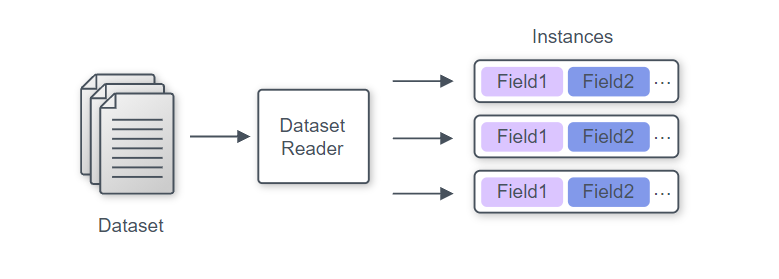 Instances
Field1 Field2 ...
Dataset
Reader
Field1 Field2 ...
Field1 Field2 ...
Dataset